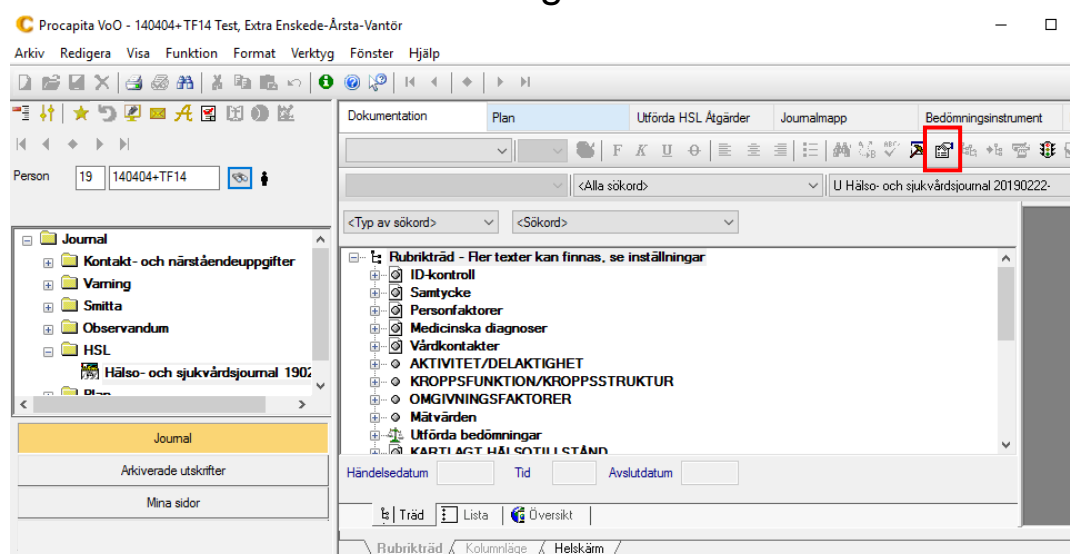 Procapita VoO - 140404+TF14 Test, Extra Enskede-Årsta-Vantör
Arkiv Redigera Visa Funktion Format Verktyg Fönster Hjälp
Dokumentation Plan Utförda HSL Åtgärder Journalmapp Bedömningsinstrument
F K U
Person 19 140404+TF14
<Alla sökord> U Hälso- och sjukvårdsjournal 20190222-
<Typ av sökord> <Sökord>
Journal
Kontakt- och närståendeuppgifter
Varning
Smitta
Observandum
HSL
Hälso- och sjukvårdsjournal 1902
Plan
Journal
Arkiverade utskrifter
Mina sidor
Rubrikträd - Fler texter kan finnas, se inställningar
ID-kontroll
Samtycke
Personfaktorer
Medicinska diagnoser
Vårdkontakter
AKTIVITET/DELAKTIGHET
KROPPSFUNKTION/KROPPSSTRUKTUR
OMGIVNINGSFAKTORER
Mätvärden
Utförda bedömningar
KARTLAGT HÄLSOTILLSTÅND
Händelsedatum Tid Avslutdatum
Träd Lista Översikt
Rubrikträd Kolumnläge Helskärm